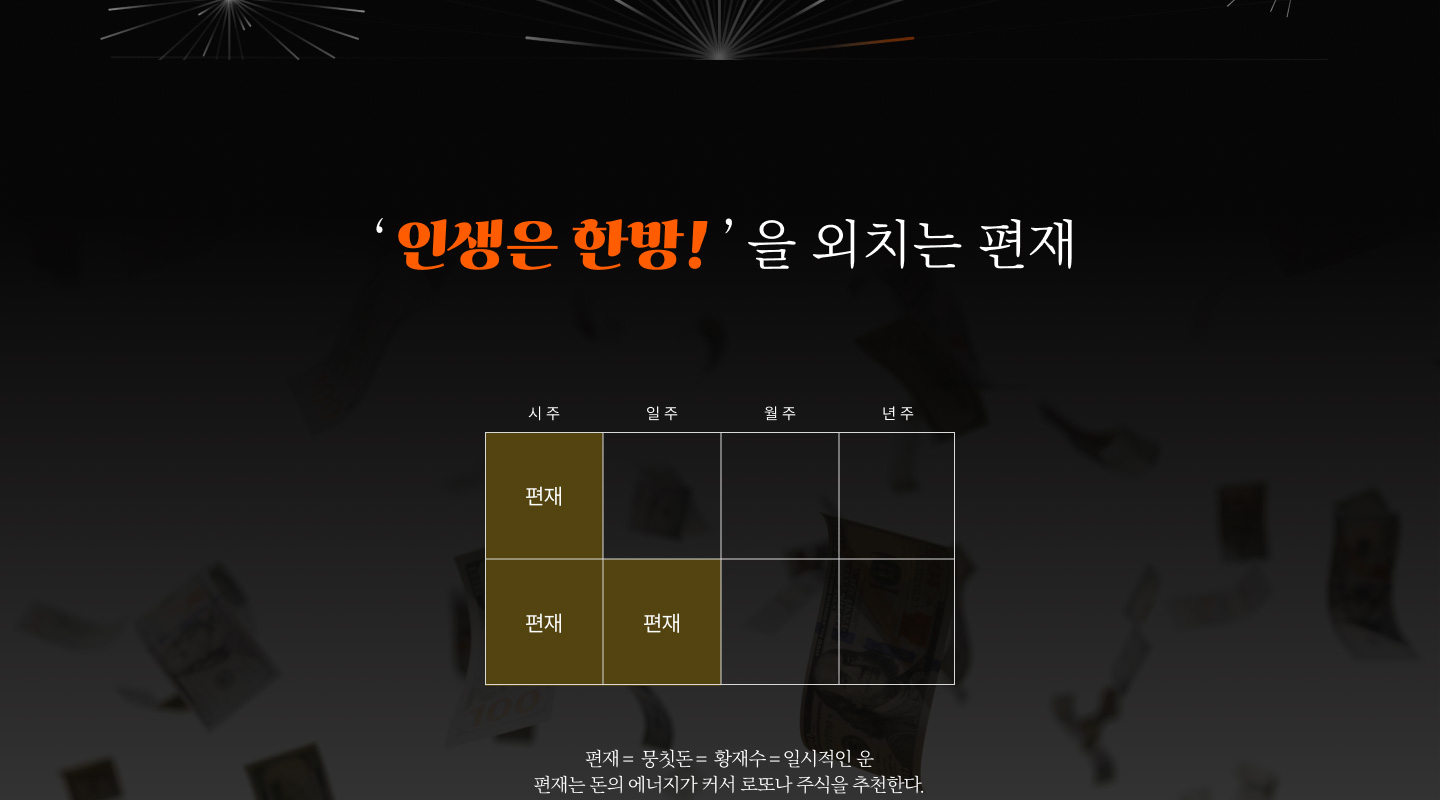 ‘인생은 한방!’을 외치는 편재
시주 일주 월주 년주
편재
편재 편재
편재= 뭉칫돈= 황재수=일시적인 운
편재는 돈의 에너지가 커서 로또나 주식을 추천한다.
100